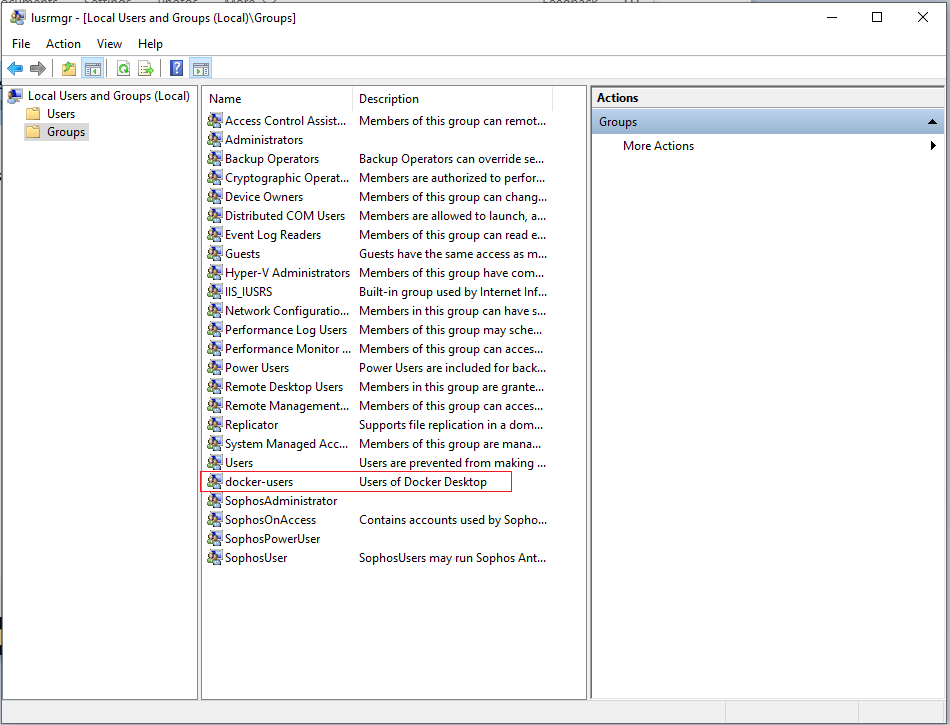 lusrmgr - [Local Users and Groups (Local)\Groups]
File Action View Help
Local Users and Groups (Local)
Users
Groups
Name Description
Access Control Assist... Members of this group can remot...
Administrators
Backup Operators Backup Operators can override se...
Cryptographic Operat... Members are authorized to perfor...
Device Owners Members of this group can chang...
Distributed COM Users Members are allowed to launch, a...
Event Log Readers Members of this group can read e...
Guests Guests have the same access as m...
Hyper-V Administrators Members of this group have com...
IIS_IUSRS Built-in group used by Internet Inf...
Network Configuratio... Members in this group can have s...
Performance Log Users Members of this group may sche...
Performance Monitor ... Members of this group can acces...
Power Users Power Users are included for back...
Remote Desktop Users Members in this group are grante...
Remote Management... Members of this group can acces...
Replicator Supports file replication in a dom...
System Managed Acc... Members of this group are mana...
Users Users are prevented from making ...
docker-users Users of Docker Desktop
SophosAdministrator
SophosOnAccess Contains accounts used by Sopho...
SophosPowerUser
SophosUser SophosUsers may run Sophos Ant...
Actions
Groups
More Actions